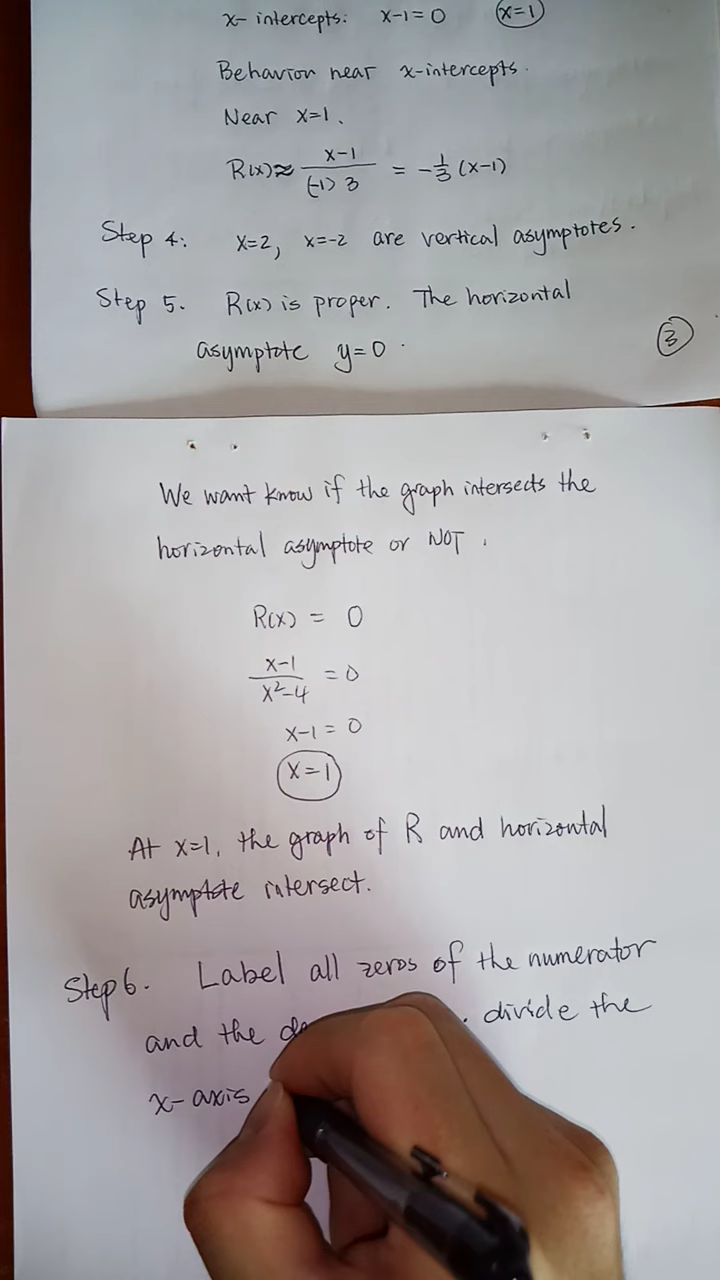 x- intercepts: x-1=0 x=1
Behavior near x-intercepts.
Near x=1.
R(x)≈ x-1 / (-1) 3 = -1/3 (x-1)
Step 4: x=2, x=-2 are vertical asymptotes.
Step 5. R(x) is proper. The horizontal
asymptote y=0.
3
We want know if the graph intersects the
horizontal asymptote or NOT.
R(x) = 0
x-1 / x²-4 = 0
x-1=0
x=1
At x=1, the graph of R and horizontal
asymptote intersect.
Step 6. Label all zeros of the numerator
and the . divide the
x-axis